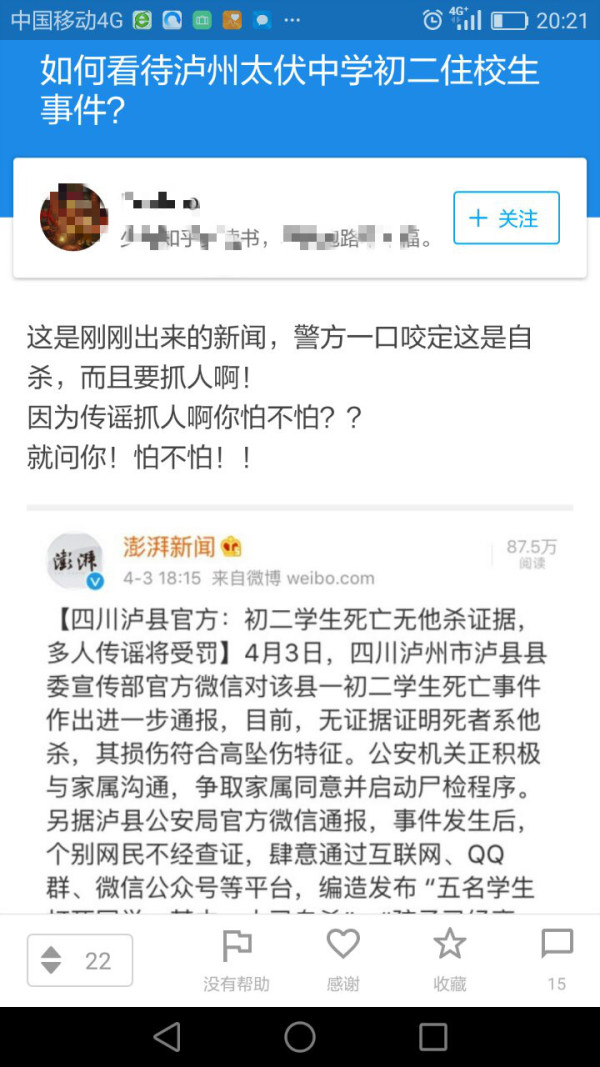 中国移动4G
4G+
20:21
如何看待泸州太伏中学初二住校生
事件?
知乎 读书,
路 福。
+ 关注
这是刚刚出来的新闻，警方一口咬定这是自
杀，而且要抓人啊！
因为传谣抓人啊你怕不怕？？
就问你！怕不怕！！
澎湃
澎湃新闻
87.5万
阅读
4-3 18:15 来自微博 weibo.com
【四川泸县官方：初二学生死亡无他杀证据，
多人传谣将受罚】4月3日，四川泸州市泸县县
委宣传部官方微信对该县一初二学生死亡事件
作出进一步通报，目前，无证据证明死者系他
杀，其损伤符合高坠伤特征。公安机关正积极
与家属沟通，争取家属同意并启动尸检程序。
另据泸县公安局官方微信通报，事件发生后，
个别网民不经查证，肆意通过互联网、QQ
群、微信公众号等平台，编造发布“五名学生
22
没有帮助
感谢
收藏
15